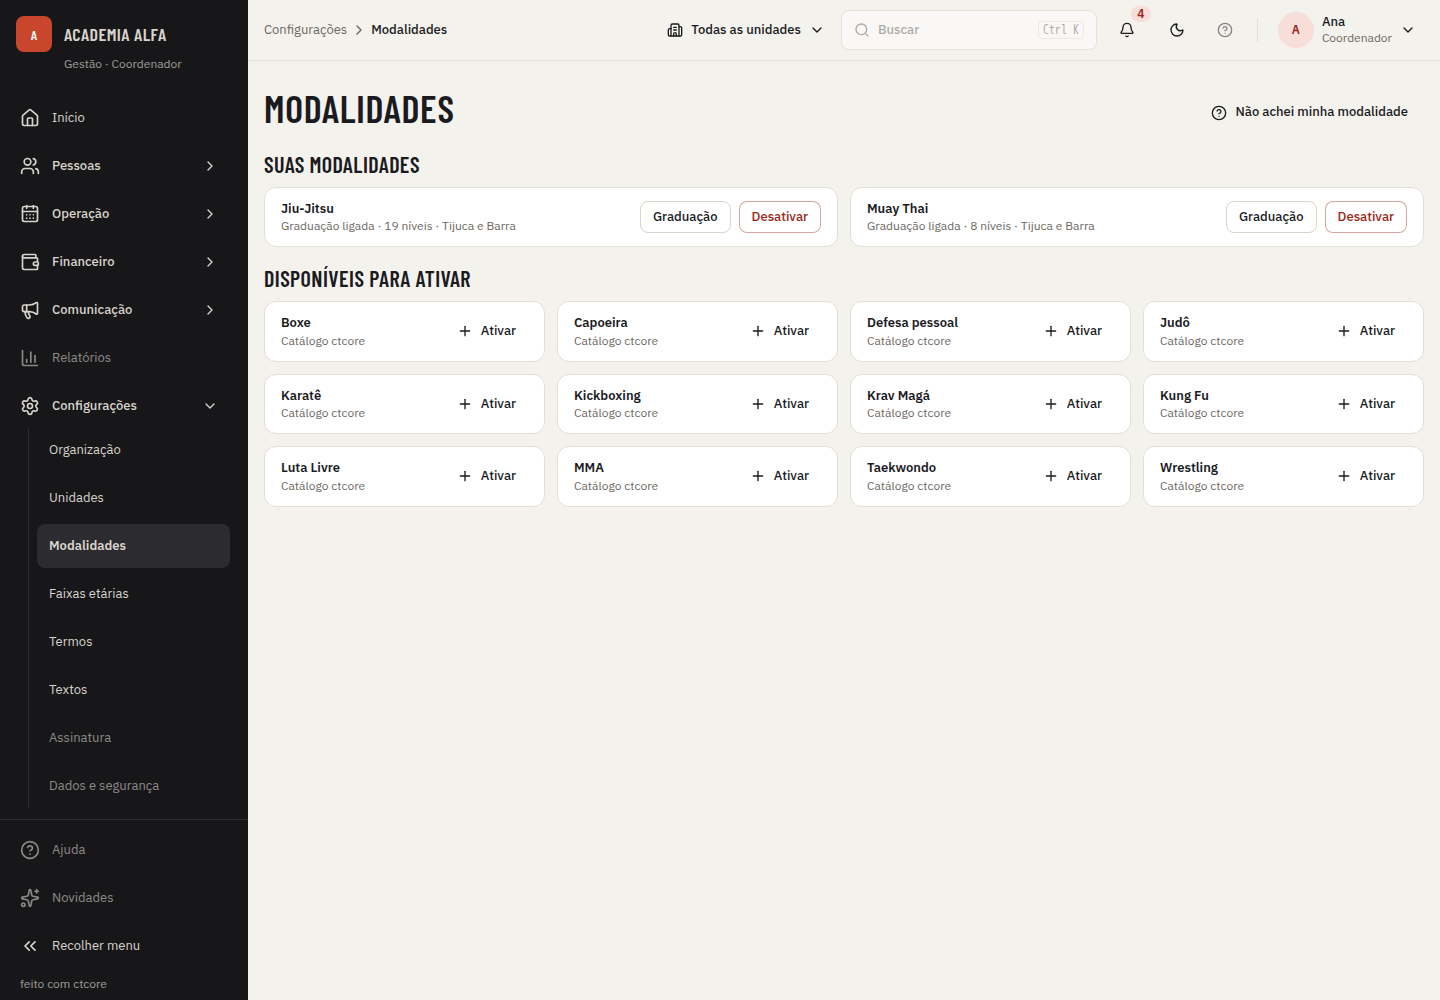 A
ACADEMIA ALFA
Gestão · Coordenador
Início
Pessoas
Operação
Financeiro
Comunicação
Relatórios
Configurações
Organização
Unidades
Modalidades
Faixas etárias
Termos
Textos
Assinatura
Dados e segurança
Ajuda
Novidades
Recolher menu
feito com ctcore
Configurações > Modalidades
Todas as unidades
Buscar
Ctrl K
4
A
Ana
Coordenador
MODALIDADES
Não achei minha modalidade
SUAS MODALIDADES
Jiu-Jitsu
Graduação ligada · 19 níveis · Tijuca e Barra
Graduação
Desativar
Muay Thai
Graduação ligada · 8 níveis · Tijuca e Barra
Graduação
Desativar
DISPONÍVEIS PARA ATIVAR
Boxe
Catálogo ctcore
+ Ativar
Capoeira
Catálogo ctcore
+ Ativar
Defesa pessoal
Catálogo ctcore
+ Ativar
Judô
Catálogo ctcore
+ Ativar
Karatê
Catálogo ctcore
+ Ativar
Kickboxing
Catálogo ctcore
+ Ativar
Krav Magá
Catálogo ctcore
+ Ativar
Kung Fu
Catálogo ctcore
+ Ativar
Luta Livre
Catálogo ctcore
+ Ativar
MMA
Catálogo ctcore
+ Ativar
Taekwondo
Catálogo ctcore
+ Ativar
Wrestling
Catálogo ctcore
+ Ativar